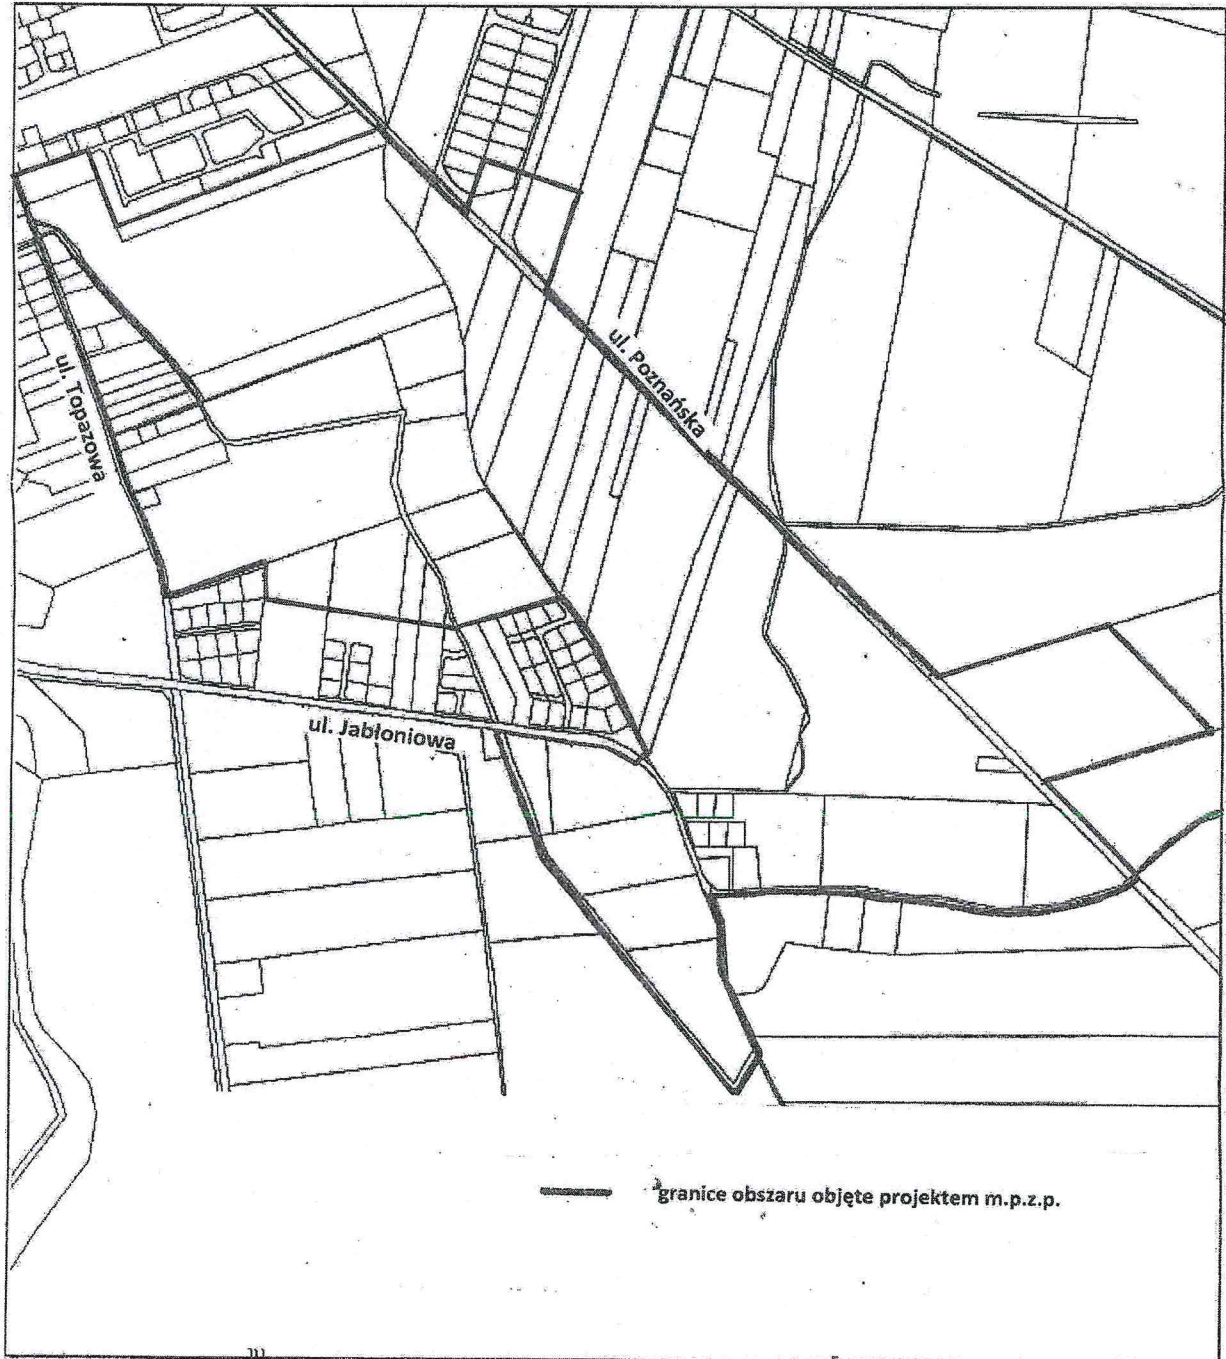 ul. Poznańska
ul. Topazowa
ul. Jabłoniowa
granice obszaru objęte projektem m.p.z.p.